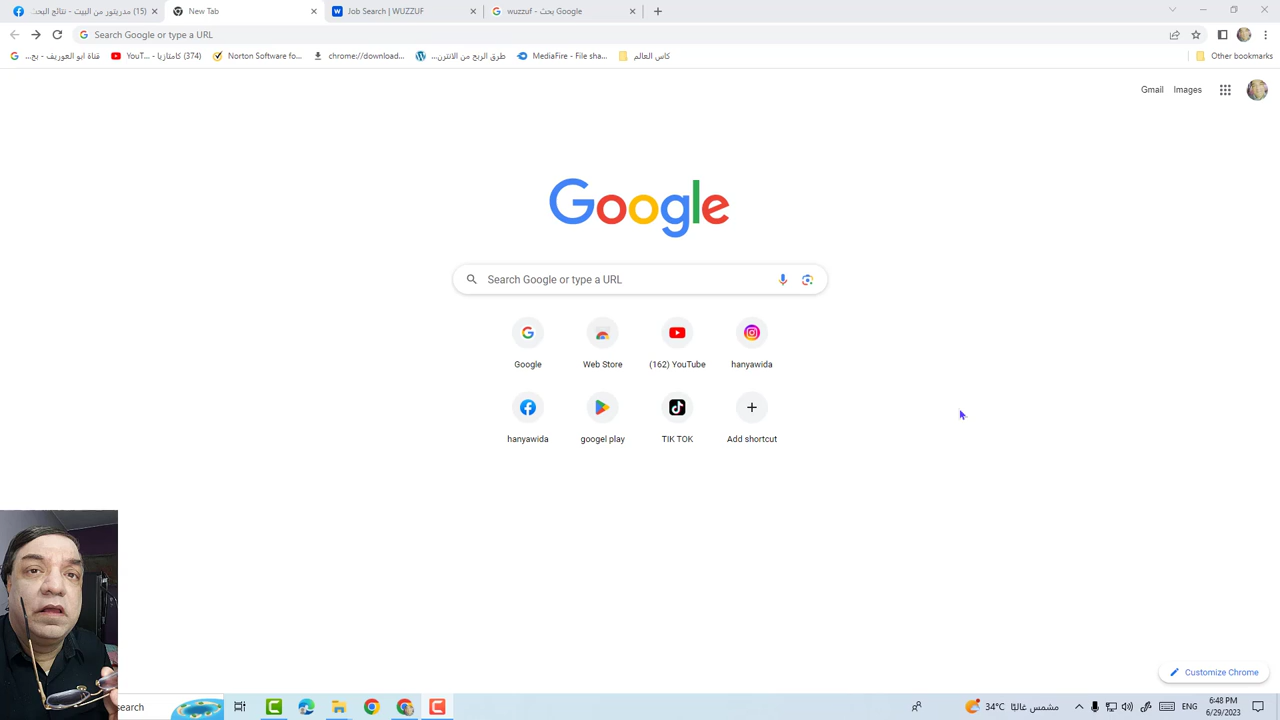 (15) مدريتور من البيت - نتائج البحث
New Tab
Job Search | WUZZUF
wuzzuf - بحث Google
Search Google or type a URL
قناة ابو العوريف - بح...
(374) كامتازيا - YouT...
Norton Software fo...
chrome://download...
طرق الربح من الانترن...
MediaFire - File sha...
كاس العالم
Other bookmarks
Gmail
Images
Google
Search Google or type a URL
Google
Web Store
(162) YouTube
hanyawida
hanyawida
googel play
TIK TOK
Add shortcut
Customize Chrome
search
34°C مشمس غالبًا
ENG
6:48 PM
6/29/2023